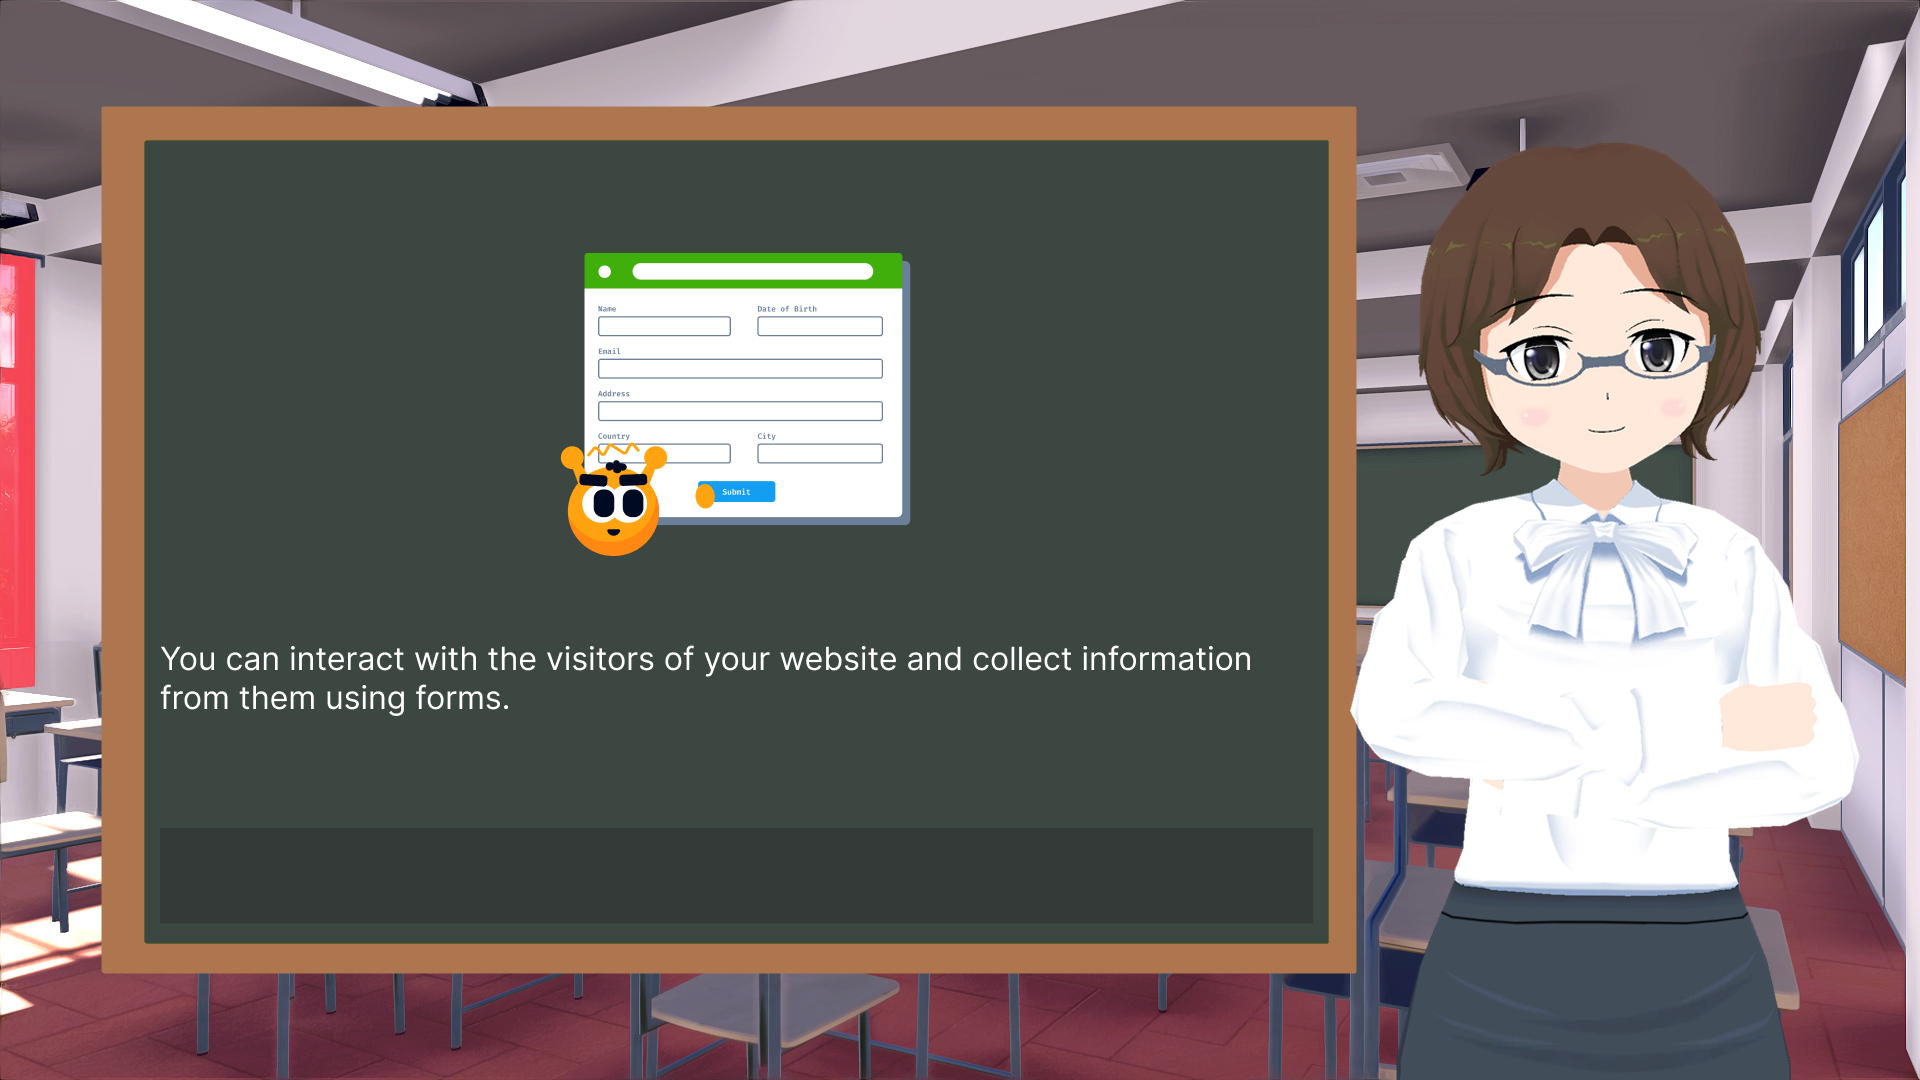 Name Date of Birth
Email
Address
Country City
Submit
You can interact with the visitors of your website and collect information
from them using forms.